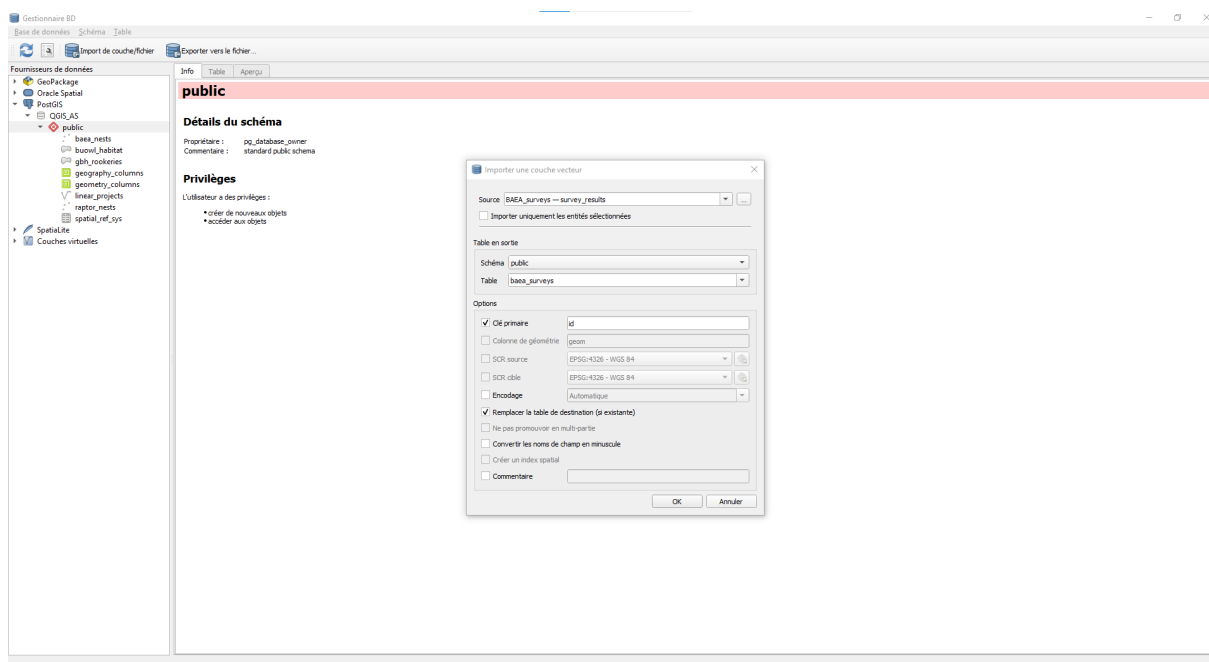 Gestionnaire BD
Base de données Schéma Table
Import de couche/fichier Exporter vers le fichier...
Fournisseurs de données
GeoPackage
Oracle Spatial
PostGIS
QGIS_AS
public
baea_nests
buowl_habitat
gbh_rookeries
geography_columns
geometry_columns
linear_projects
raptor_nests
spatial_ref_sys
SpatiaLite
Couches virtuelles
Info Table Aperçu
public
Détails du schéma
Propriétaire : pg_database_owner
Commentaire : standard public schema
Privilèges
L'utilisateur a des privilèges :
• créer de nouveaux objets
• accéder aux objets
Importer une couche vecteur
Source BAEA_surveys — survey_results ...
Importer uniquement les entités sélectionnées
Table en sortie
Schéma public
Table baea_surveys
Options
Clé primaire id
Colonne de géométrie geom
SCR source EPSG:4326 - WGS 84
SCR cible EPSG:4326 - WGS 84
Encodage Automatique
Remplacer la table de destination (si existante)
Ne pas promouvoir en multi-partie
Convertir les noms de champ en minuscule
Créer un index spatial
Commentaire
OK Annuler